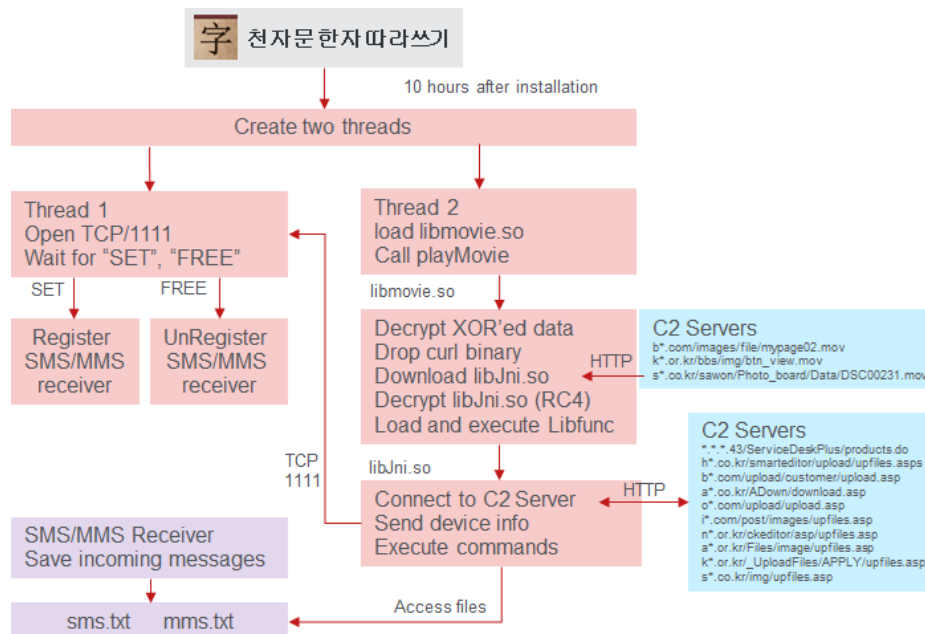 字 천자문 한자 따라쓰기
10 hours after installation
Create two threads
Thread 1
Open TCP/1111
Wait for “SET”, “FREE”
Thread 2
load libmovie.so
Call playMovie
SET
FREE
libmovie.so
Register
SMS/MMS
receiver
UnRegister
SMS/MMS
receiver
Decrypt XOR'ed data
Drop curl binary
Download libJni.so
Decrypt libJni.so (RC4)
Load and execute Libfunc
HTTP
C2 Servers
b*.com/images/file/mypage02.mov
k*.or.kr/bbs/img/btn_view.mov
s*.co.kr/sawon/Photo_board/Data/DSC00231.mov
TCP
1111
libJni.so
Connect to C2 Server
Send device info
Execute commands
HTTP
C2 Servers
*.*.*.43/ServiceDeskPlus/products.do
h*.co.kr/smarteditor/upload/upfiles.asps
b*.com/upload/customer/upload.asp
a*.co.kr/ADown/download.asp
o*.com/upload/upload.asp
i*.com/post/images/upfiles.asp
n*.or.kr/ckeditor/asp/upfiles.asp
a*.or.kr/Files/image/upfiles.asp
k*.or.kr/_UploadFiles/APPLY/upfiles.asp
s*.co.kr/img/upfiles.asp
SMS/MMS Receiver
Save incoming messages
Access files
sms.txt mms.txt